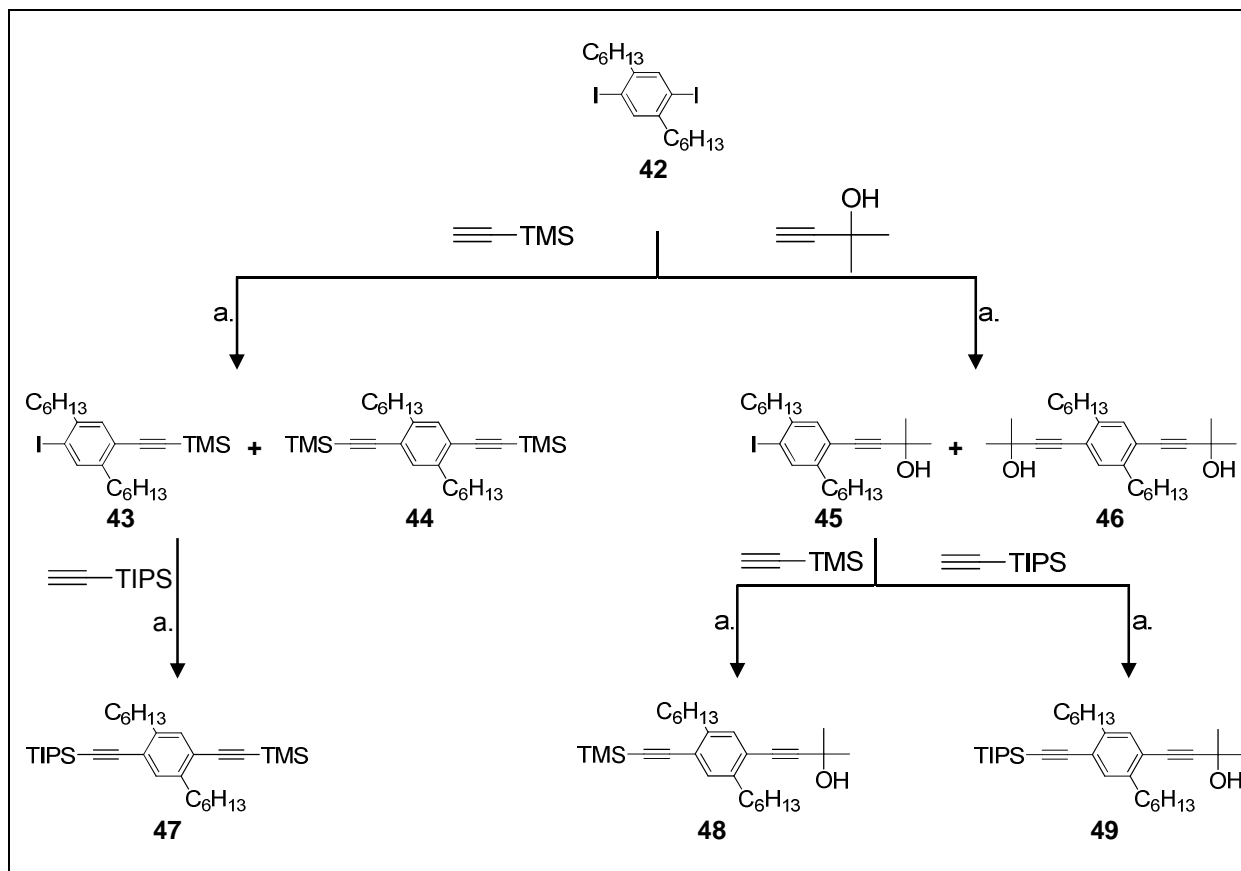 C6H13
I I
C6H13
42
OH
TMS
a. a.
C6H13 C6H13 C6H13 C6H13
I TMS + TMS TMS I OH + OH OH
C6H13 C6H13 C6H13 C6H13
43 44 45 46
TIPS TMS TIPS
a. a. a.
C6H13 C6H13 C6H13
TIPS TMS TMS OH TIPS OH
C6H13 C6H13 C6H13
47 48 49